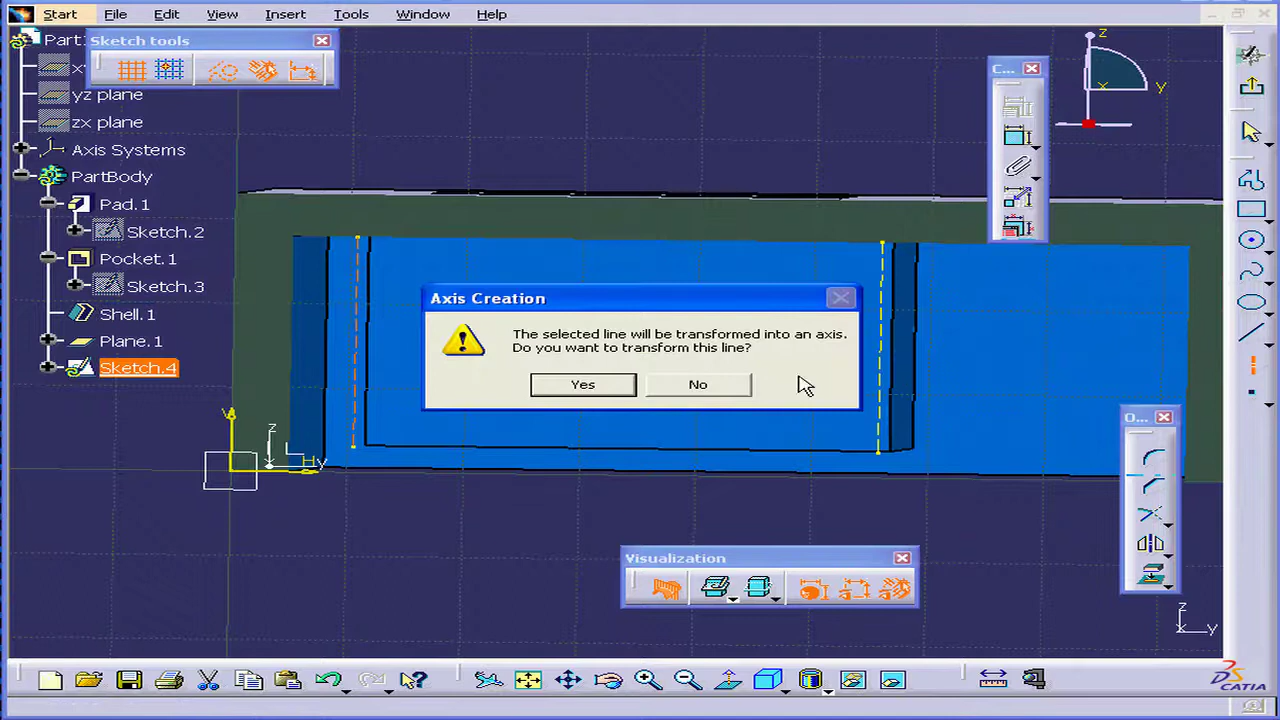 Start File Edit View Insert Tools Window Help
Part
Sketch tools
x
yz plane
zx plane
Axis Systems
PartBody
Pad.1
Sketch.2
Pocket.1
Sketch.3
Shell.1
Plane.1
Sketch.4
C...
z
x y
Axis Creation
The selected line will be transformed into an axis.
Do you want to transform this line?
Yes No
V
z
H y
O...
Visualization
z
x y
DS
CATIA